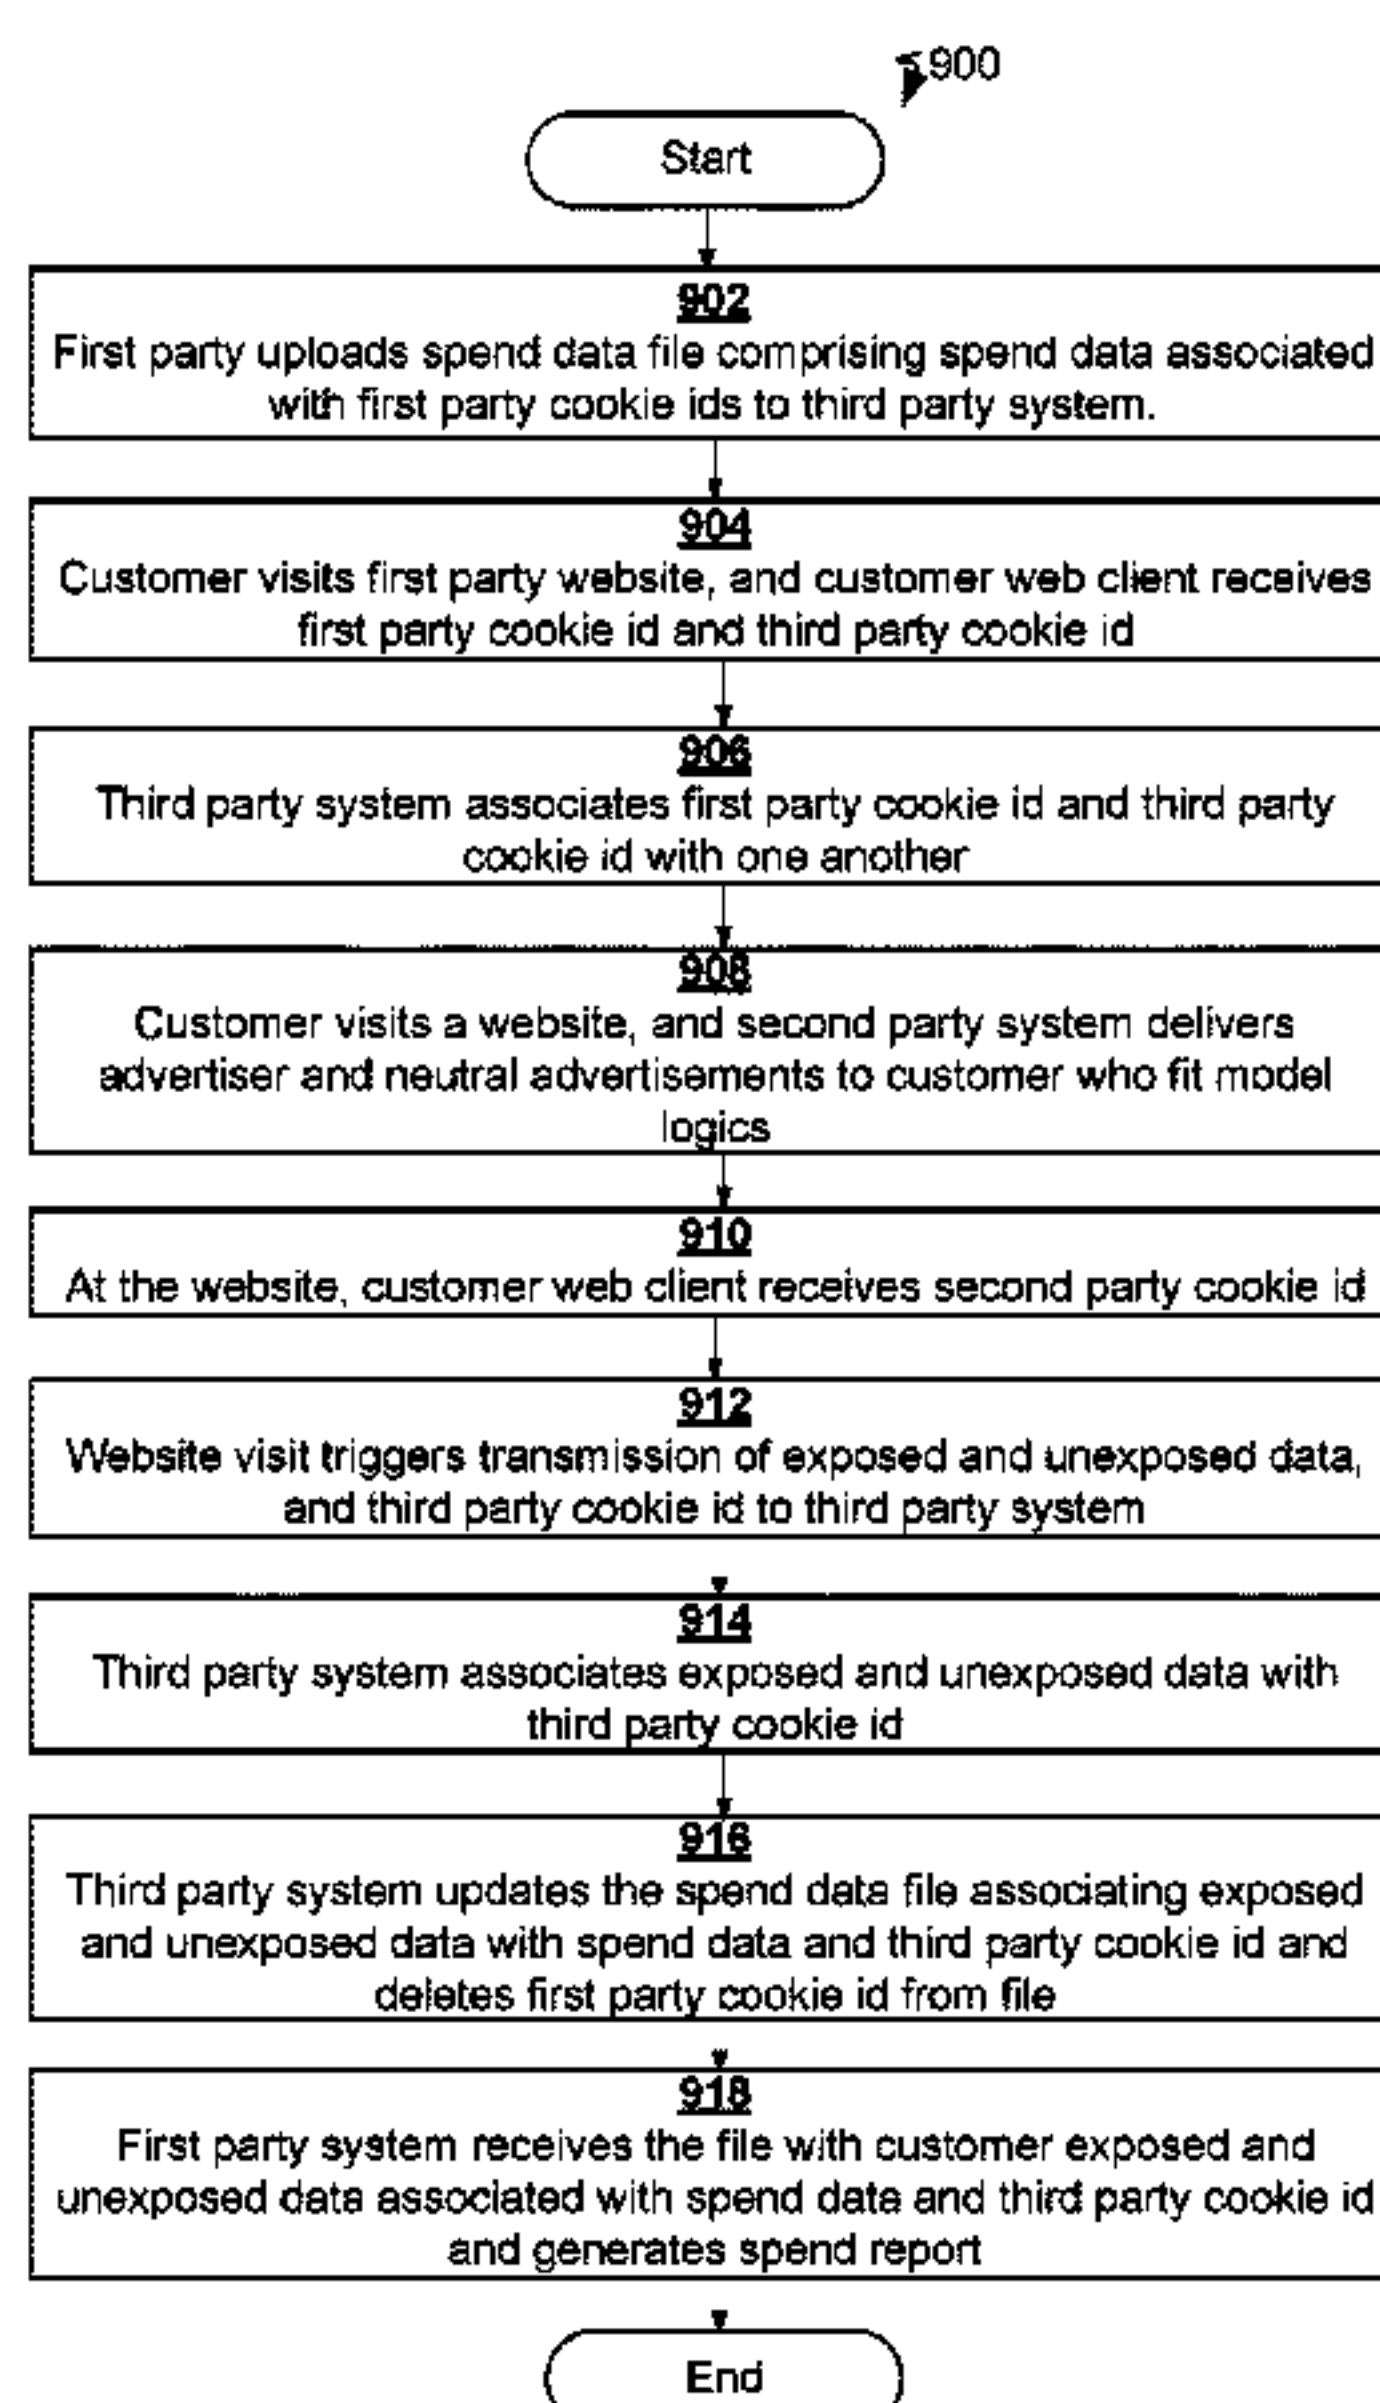 900
Start
902
First party uploads spend data file comprising spend data associated
with first party cookie ids to third party system.
904
Customer visits first party website, and customer web client receives
first party cookie id and third party cookie id
906
Third party system associates first party cookie id and third party
cookie id with one another
908
Customer visits a website, and second party system delivers
advertiser and neutral advertisements to customer who fit model
logics
910
At the website, customer web client receives second party cookie id
912
Website visit triggers transmission of exposed and unexposed data,
and third party cookie id to third party system
914
Third party system associates exposed and unexposed data with
third party cookie id
916
Third party system updates the spend data file associating exposed
and unexposed data with spend data and third party cookie id and
deletes first party cookie id from file
918
First party system receives the file with customer exposed and
unexposed data associated with spend data and third party cookie id
and generates spend report
End